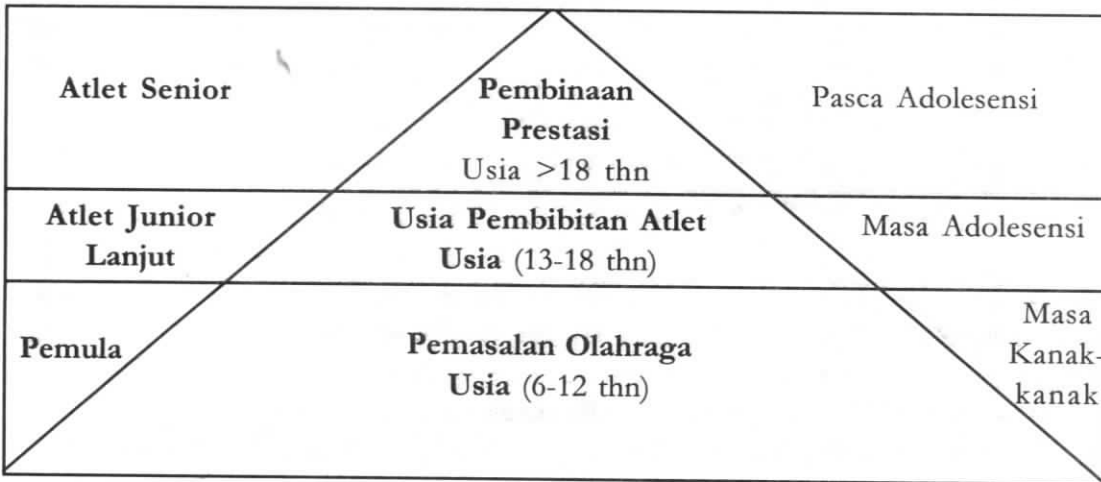 Atlet Senior
Pembinaan
Prestasi
Usia >18 thn
Pasca Adolesensi
Atlet Junior
Lanjut
Usia Pembibitan Atlet
Usia (13-18 thn)
Masa Adolesensi
Pemula
Pemasalan Olahraga
Usia (6-12 thn)
Masa
Kanak-
kanak